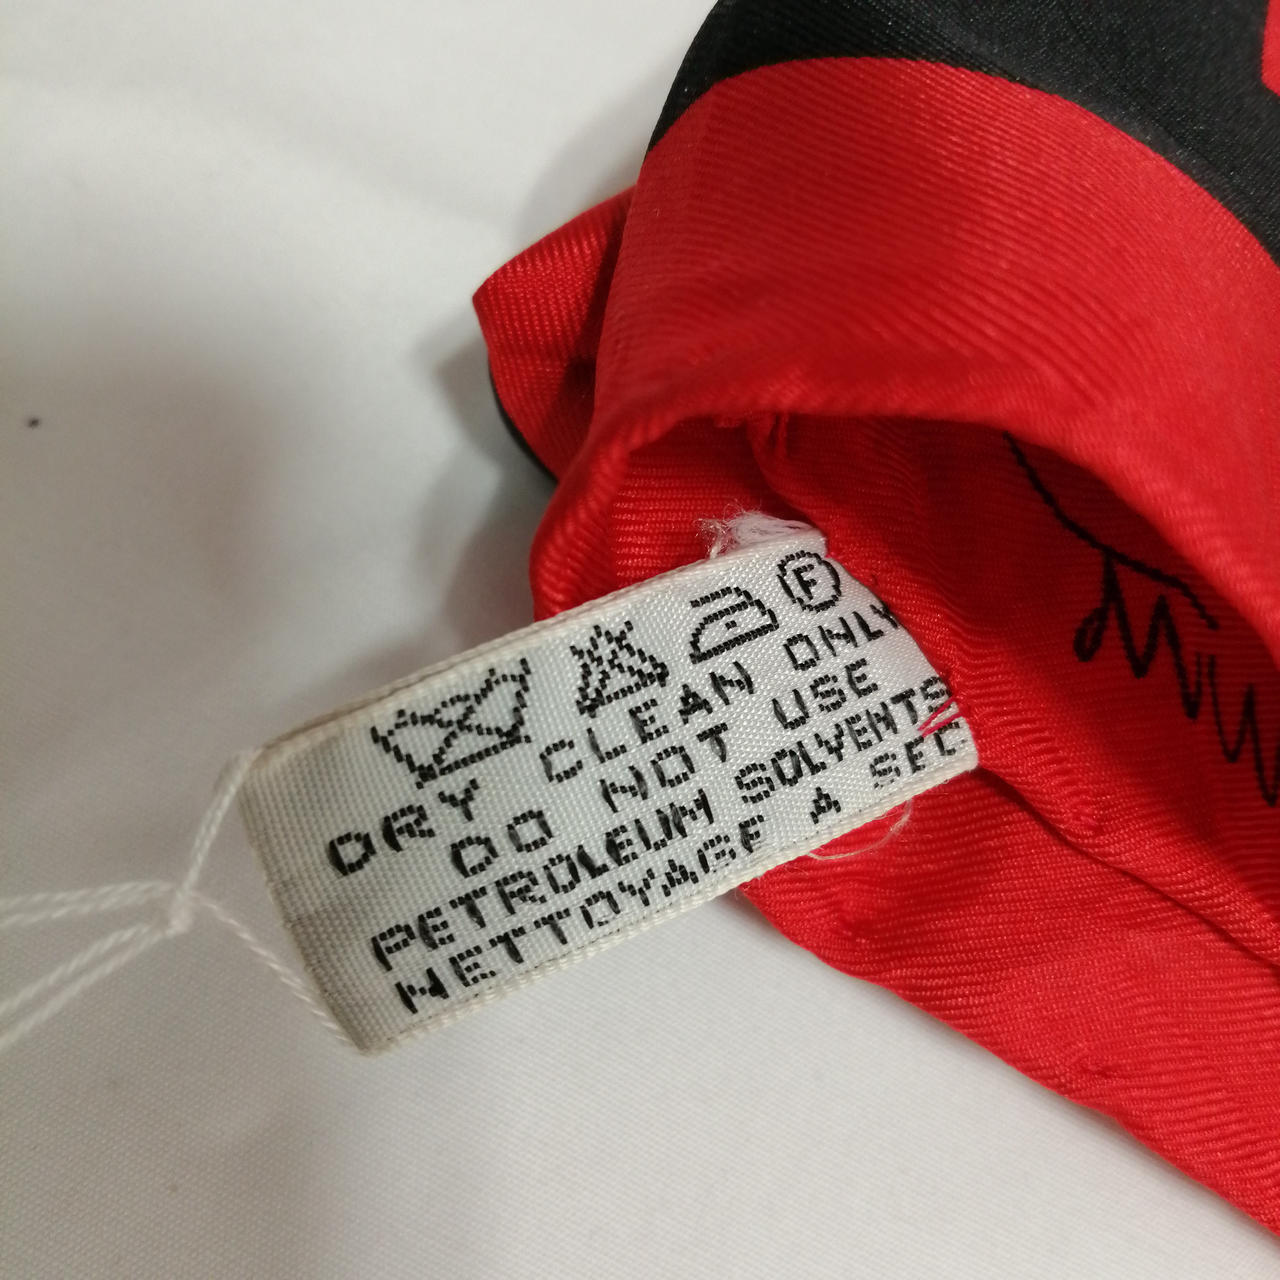 F
DRY CLEAN ONLY
DO NOT USE
PETROLEUM SOLVENTS
NETTOYAGE A SEC